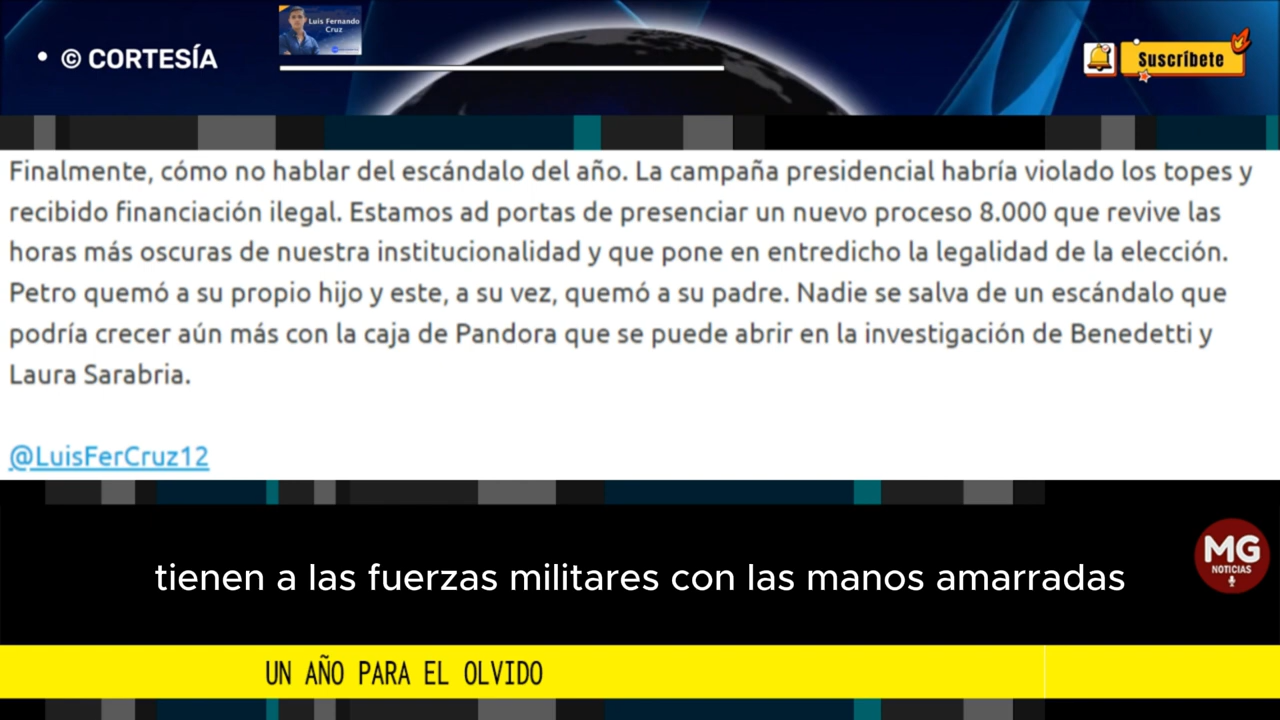 • © CORTESÍA
Luis Fernando
Cruz
Suscríbete
Finalmente, cómo no hablar del escándalo del año. La campaña presidencial habría violado los topes y
recibido financiación ilegal. Estamos ad portas de presenciar un nuevo proceso 8.000 que revive las
horas más oscuras de nuestra institucionalidad y que pone en entredicho la legalidad de la elección.
Petro quemó a su propio hijo y este, a su vez, quemó a su padre. Nadie se salva de un escándalo que
podría crecer aún más con la caja de Pandora que se puede abrir en la investigación de Benedetti y
Laura Sarabria.
@LuisFerCruz12
MG
NOTICIAS
tienen a las fuerzas militares con las manos amarradas
UN AÑO PARA EL OLVIDO